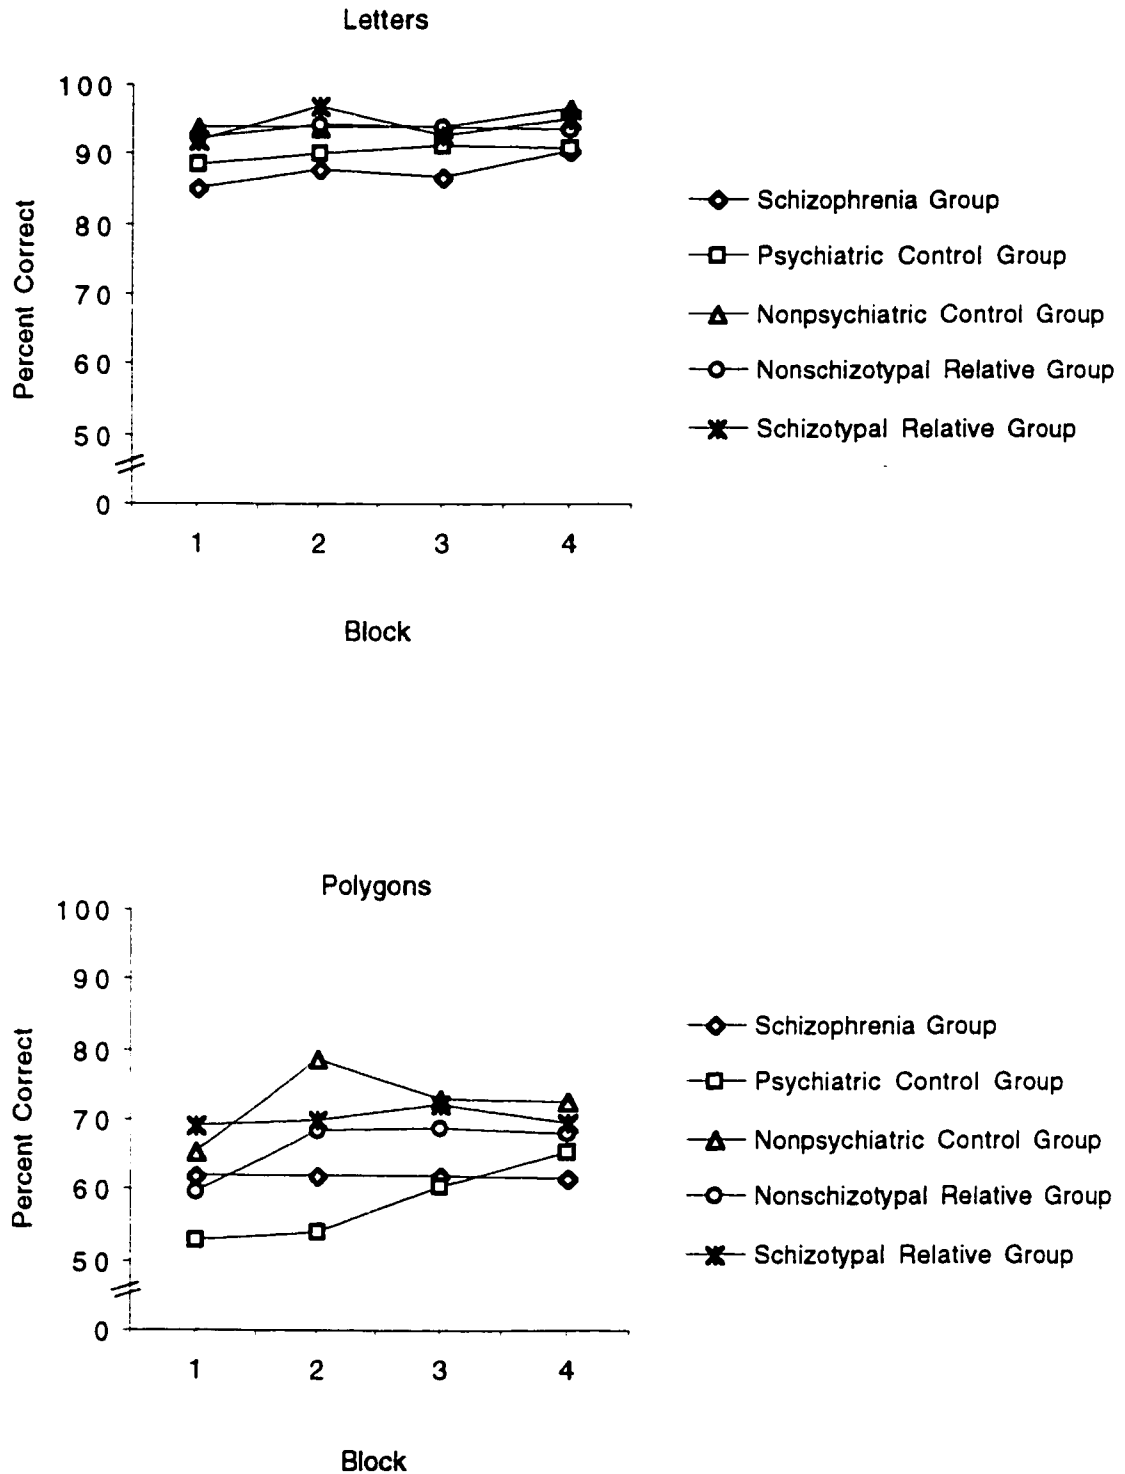 Letters
100
90
80
70
60
50
0
Percent Correct
1 2 3 4
Block
Schizophrenia Group
Psychiatric Control Group
Nonpsychiatric Control Group
Nonschizotypal Relative Group
Schizotypal Relative Group
Polygons
100
90
80
70
60
50
0
Percent Correct
1 2 3 4
Block
Schizophrenia Group
Psychiatric Control Group
Nonpsychiatric Control Group
Nonschizotypal Relative Group
Schizotypal Relative Group